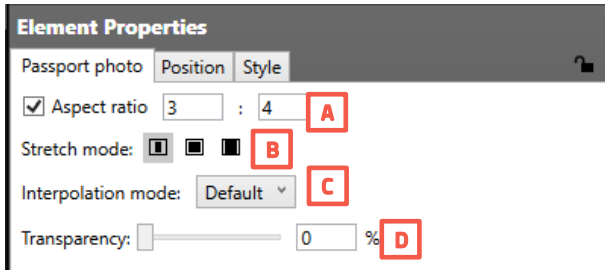 Element Properties
Passport photo Position Style
Aspect ratio 3 : 4 A
Stretch mode: B
Interpolation mode: Default C
Transparency: 0 % D